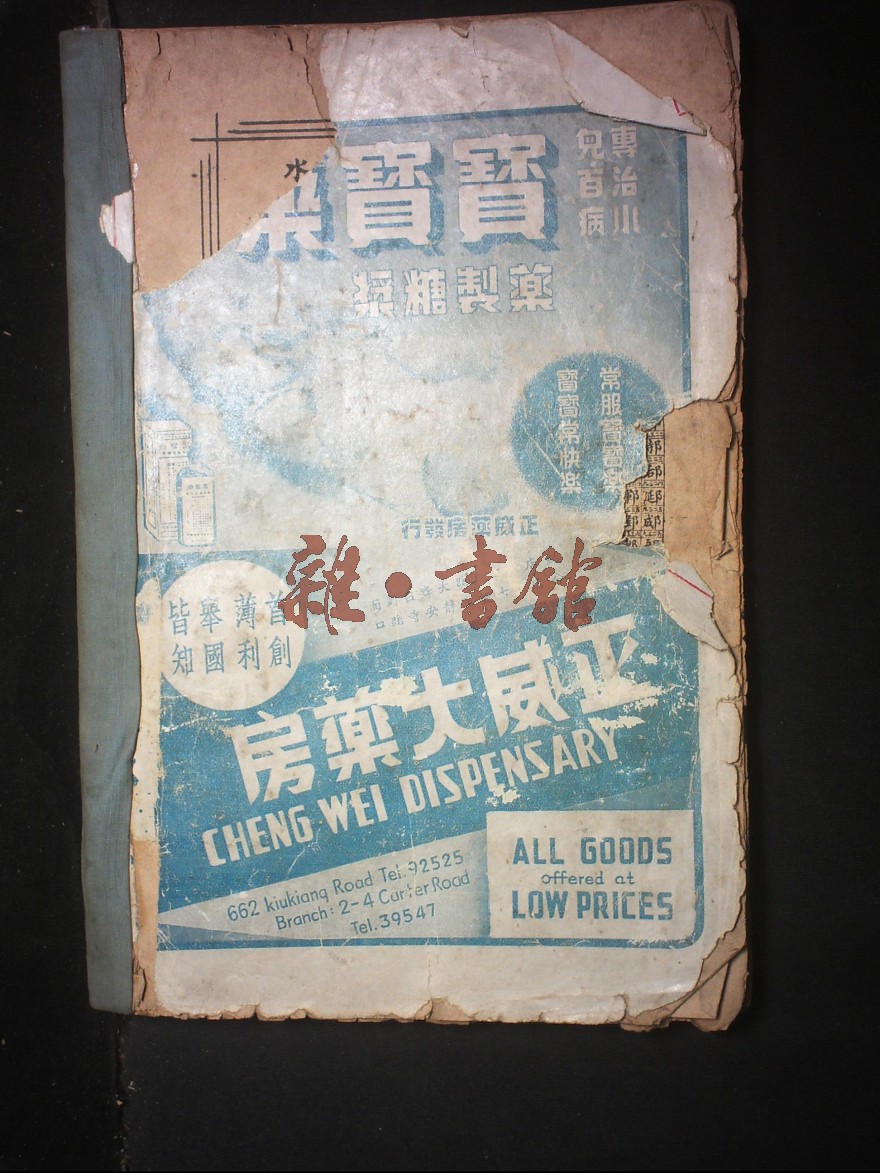 專治小
兒百病
寶寶
水
藥製糖漿
常服寶寶藥
寶寶常快樂
正威藥房發行
雜·書館
首創
薄利
舉國
皆知
正威大藥房
CHENG WEI DISPENSARY
662 kiukiang Road Tel. 92525
Branch: 2-4 Carter Road
Tel. 39547
ALL GOODS
offered at
LOW PRICES